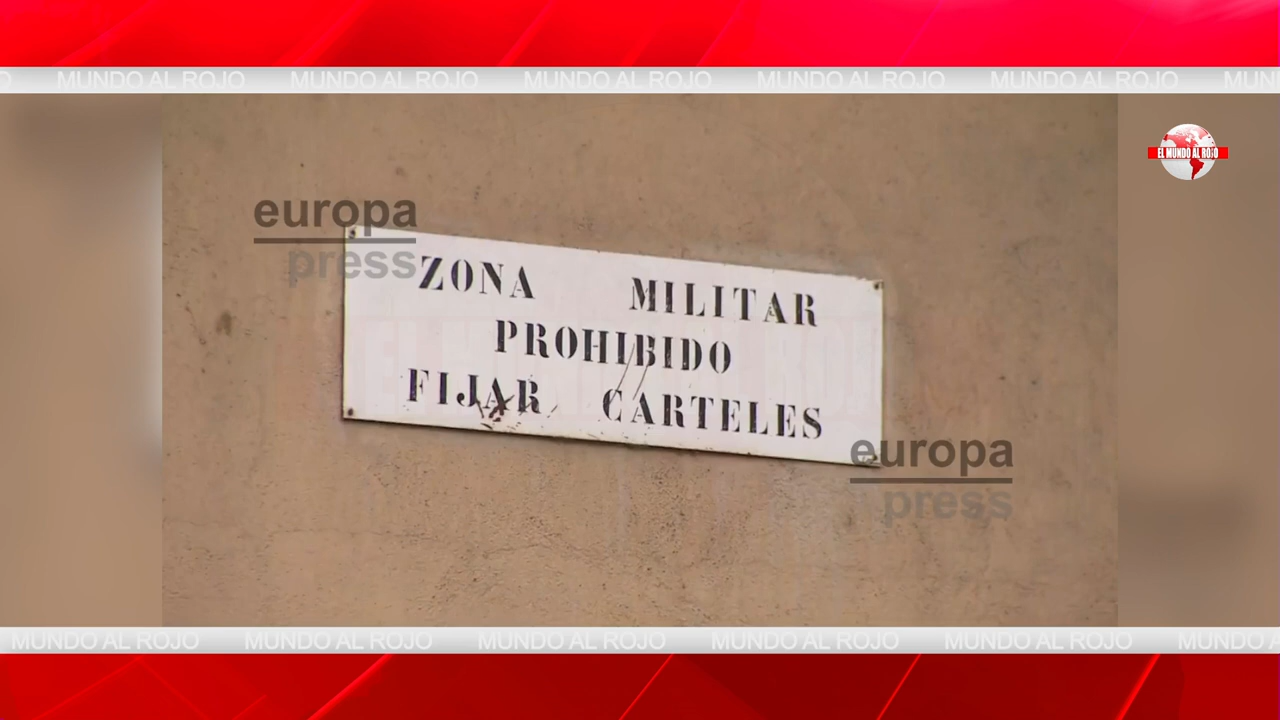 MUNDO AL ROJO MUNDO AL ROJO MUNDO AL ROJO MUNDO AL ROJO MUNDO AL ROJO
EL MUNDO AL ROJO
europa
press
ZONA MILITAR
PROHIBIDO
FIJAR CARTELES
europa
press
MUNDO AL ROJO MUNDO AL ROJO MUNDO AL ROJO MUNDO AL ROJO MUNDO AL ROJO